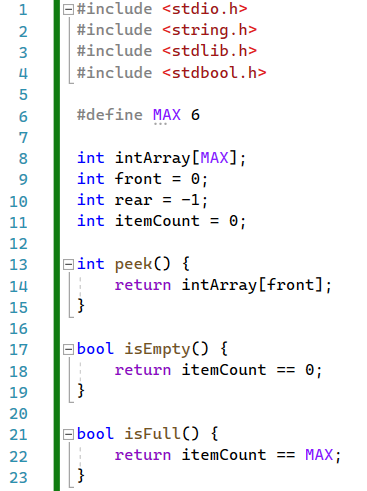 1 #include <stdio.h>
2 #include <string.h>
3 #include <stdlib.h>
4 #include <stdbool.h>
5
6 #define MAX 6
7
8 int intArray[MAX];
9 int front = 0;
10 int rear = -1;
11 int itemCount = 0;
12
13 int peek() {
14     return intArray[front];
15 }
16
17 bool isEmpty() {
18     return itemCount == 0;
19 }
20
21 bool isFull() {
22     return itemCount == MAX;
23 }